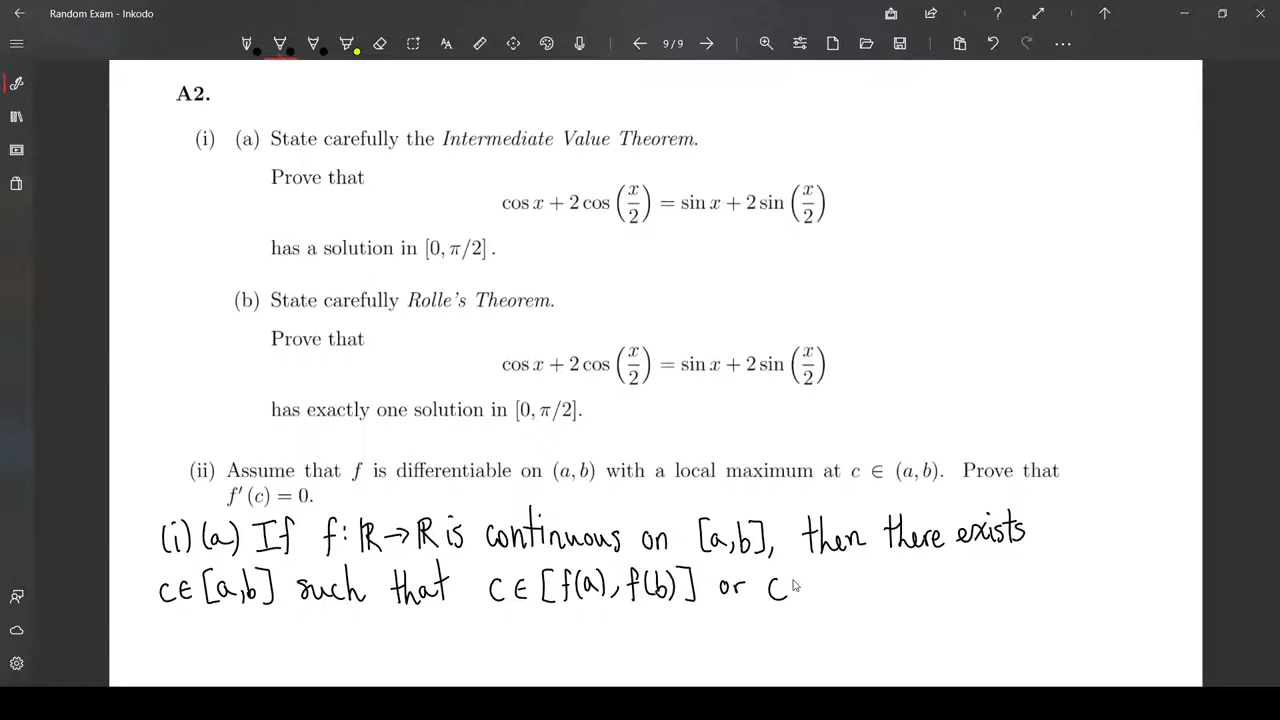 Random Exam - Inkodo
9/9
A2.
(i) (a) State carefully the Intermediate Value Theorem.
Prove that
cos x + 2 cos (x/2) = sin x + 2 sin (x/2)
has a solution in [0, π/2] .
(b) State carefully Rolle's Theorem.
Prove that
cos x + 2 cos (x/2) = sin x + 2 sin (x/2)
has exactly one solution in [0, π/2].
(ii) Assume that f is differentiable on (a, b) with a local maximum at c ∈ (a, b). Prove that
f′ (c) = 0.
(i) (a) If f: ℝ → ℝ is continuous on [a,b], then there exists
c ∈ [a,b] such that c ∈ [f(a), f(b)] or c